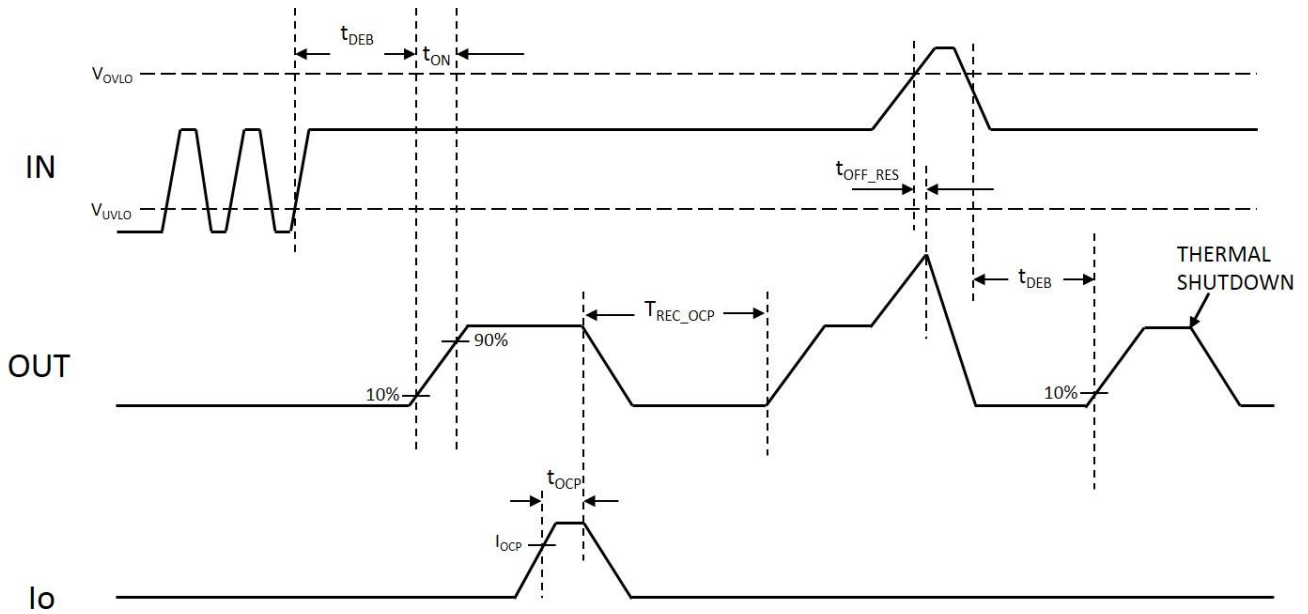 tDEB
tON
VOVLO
IN
tOFF_RES
VUVLO
THERMAL
SHUTDOWN
tDEB
TREC_OCP
90%
OUT
10%
10%
tOCP
IOCP
Io